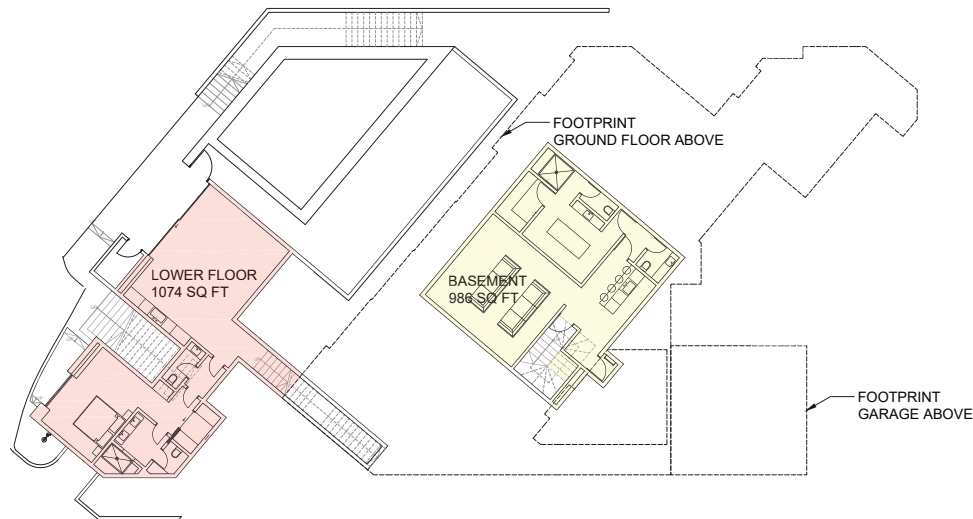 FOOTPRINT
GROUND FLOOR ABOVE
LOWER FLOOR
1074 SQ FT
BASEMENT
986 SQ FT
FOOTPRINT
GARAGE ABOVE